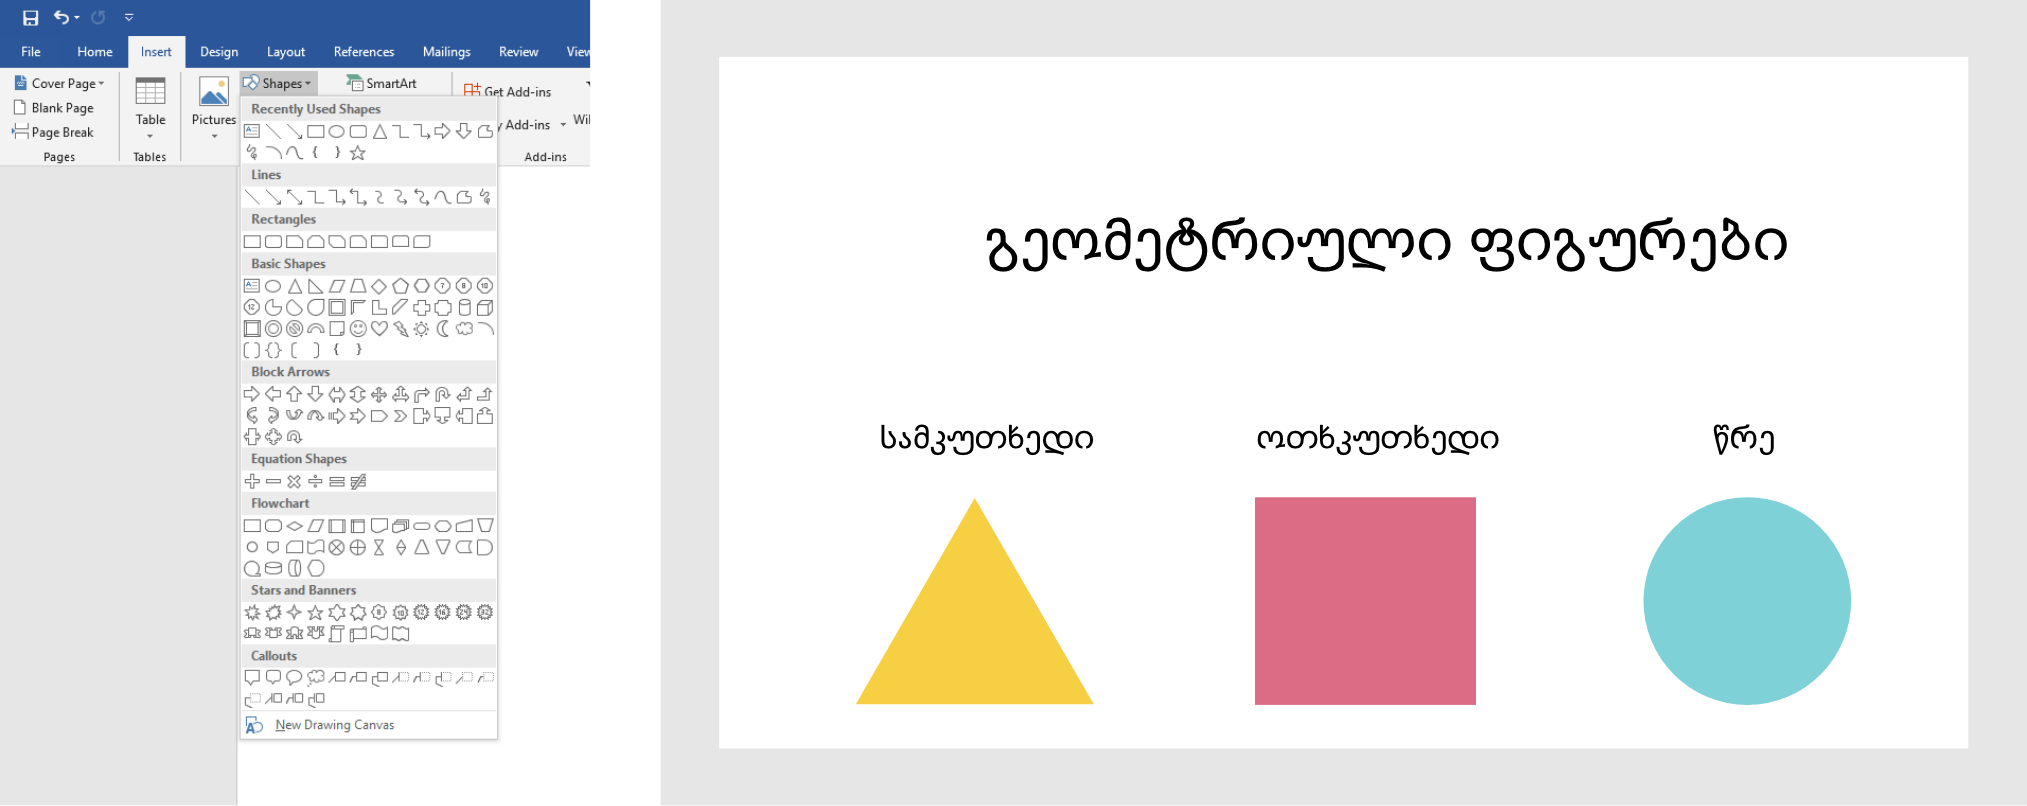 File Home Insert Design Layout References Mailings Review View
Cover Page
Blank Page
Page Break
Pages
Table
Tables
Pictures
Shapes
SmartArt
Get Add-ins
y Add-ins
Wil
Add-ins
Recently Used Shapes
Lines
Rectangles
Basic Shapes
Block Arrows
Equation Shapes
Flowchart
Stars and Banners
Callouts
New Drawing Canvas
გეომეტრიული ფიგურები
სამკუთხედი ოთხკუთხედი წრე